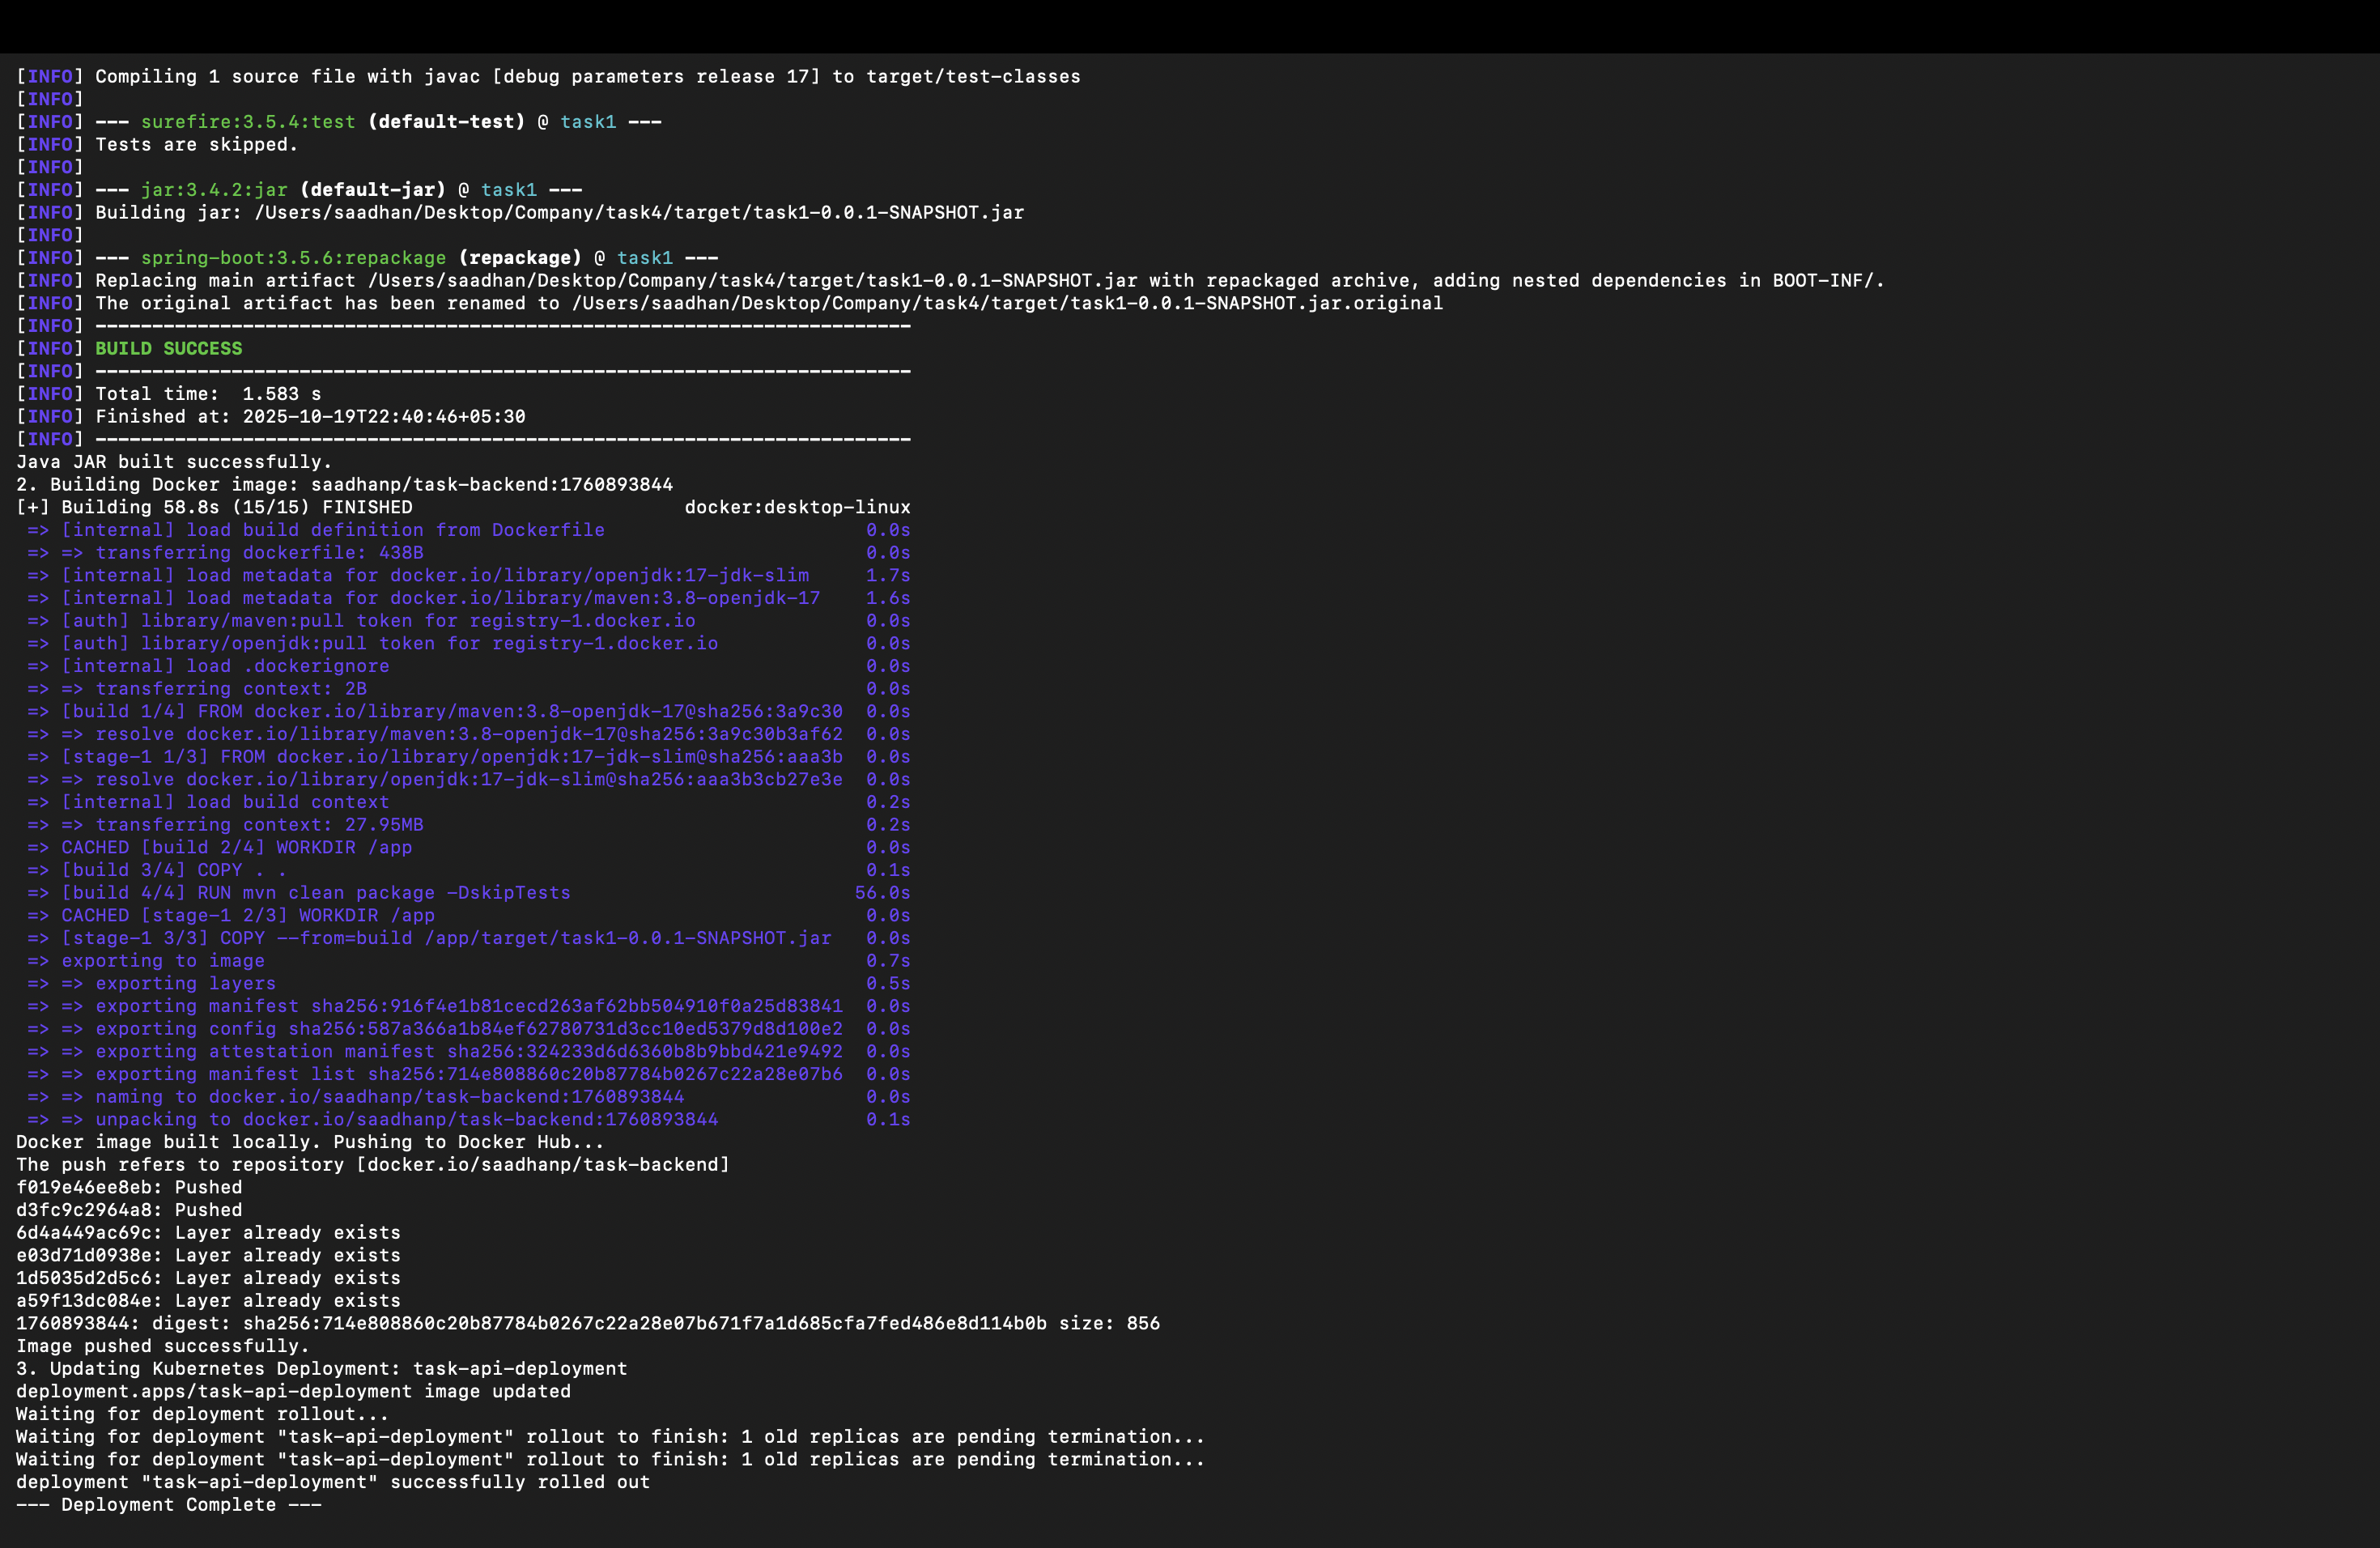 [INFO] Compiling 1 source file with javac [debug parameters release 17] to target/test-classes
[INFO]
[INFO] --- surefire:3.5.4:test (default-test) @ task1 ---
[INFO] Tests are skipped.
[INFO]
[INFO] --- jar:3.4.2:jar (default-jar) @ task1 ---
[INFO] Building jar: /Users/saadhan/Desktop/Company/task4/target/task1-0.0.1-SNAPSHOT.jar
[INFO]
[INFO] --- spring-boot:3.5.6:repackage (repackage) @ task1 ---
[INFO] Replacing main artifact /Users/saadhan/Desktop/Company/task4/target/task1-0.0.1-SNAPSHOT.jar with repackaged archive, adding nested dependencies in BOOT-INF/.
[INFO] The original artifact has been renamed to /Users/saadhan/Desktop/Company/task4/target/task1-0.0.1-SNAPSHOT.jar.original
[INFO] ------------------------------------------------------------------------
[INFO] BUILD SUCCESS
[INFO] ------------------------------------------------------------------------
[INFO] Total time:  1.583 s
[INFO] Finished at: 2025-10-19T22:40:46+05:30
[INFO] ------------------------------------------------------------------------
Java JAR built successfully.
2. Building Docker image: saadhanp/task-backend:1760893844
[+] Building 58.8s (15/15) FINISHED                        docker:desktop-linux
 => [internal] load build definition from Dockerfile                       0.0s
 => => transferring dockerfile: 438B                                       0.0s
 => [internal] load metadata for docker.io/library/openjdk:17-jdk-slim     1.7s
 => [internal] load metadata for docker.io/library/maven:3.8-openjdk-17    1.6s
 => [auth] library/maven:pull token for registry-1.docker.io               0.0s
 => [auth] library/openjdk:pull token for registry-1.docker.io             0.0s
 => [internal] load .dockerignore                                          0.0s
 => => transferring context: 2B                                            0.0s
 => [build 1/4] FROM docker.io/library/maven:3.8-openjdk-17@sha256:3a9c30  0.0s
 => => resolve docker.io/library/maven:3.8-openjdk-17@sha256:3a9c30b3af62  0.0s
 => [stage-1 1/3] FROM docker.io/library/openjdk:17-jdk-slim@sha256:aaa3b  0.0s
 => => resolve docker.io/library/openjdk:17-jdk-slim@sha256:aaa3b3cb27e3e  0.0s
 => [internal] load build context                                          0.2s
 => => transferring context: 27.95MB                                       0.2s
 => CACHED [build 2/4] WORKDIR /app                                        0.0s
 => [build 3/4] COPY . .                                                   0.1s
 => [build 4/4] RUN mvn clean package -DskipTests                         56.0s
 => CACHED [stage-1 2/3] WORKDIR /app                                      0.0s
 => [stage-1 3/3] COPY --from=build /app/target/task1-0.0.1-SNAPSHOT.jar   0.0s
 => exporting to image                                                     0.7s
 => => exporting layers                                                    0.5s
 => => exporting manifest sha256:916f4e1b81cecd263af62bb504910f0a25d83841  0.0s
 => => exporting config sha256:587a366a1b84ef62780731d3cc10ed5379d8d100e2  0.0s
 => => exporting attestation manifest sha256:324233d6d6360b8b9bbd421e9492  0.0s
 => => exporting manifest list sha256:714e808860c20b87784b0267c22a28e07b6  0.0s
 => => naming to docker.io/saadhanp/task-backend:1760893844                0.0s
 => => unpacking to docker.io/saadhanp/task-backend:1760893844             0.1s
Docker image built locally. Pushing to Docker Hub...
The push refers to repository [docker.io/saadhanp/task-backend]
f019e46ee8eb: Pushed
d3fc9c2964a8: Pushed
6d4a449ac69c: Layer already exists
e03d71d0938e: Layer already exists
1d5035d2d5c6: Layer already exists
a59f13dc084e: Layer already exists
1760893844: digest: sha256:714e808860c20b87784b0267c22a28e07b671f7a1d685cfa7fed486e8d114b0b size: 856
Image pushed successfully.
3. Updating Kubernetes Deployment: task-api-deployment
deployment.apps/task-api-deployment image updated
Waiting for deployment rollout...
Waiting for deployment "task-api-deployment" rollout to finish: 1 old replicas are pending termination...
Waiting for deployment "task-api-deployment" rollout to finish: 1 old replicas are pending termination...
deployment "task-api-deployment" successfully rolled out
--- Deployment Complete ---